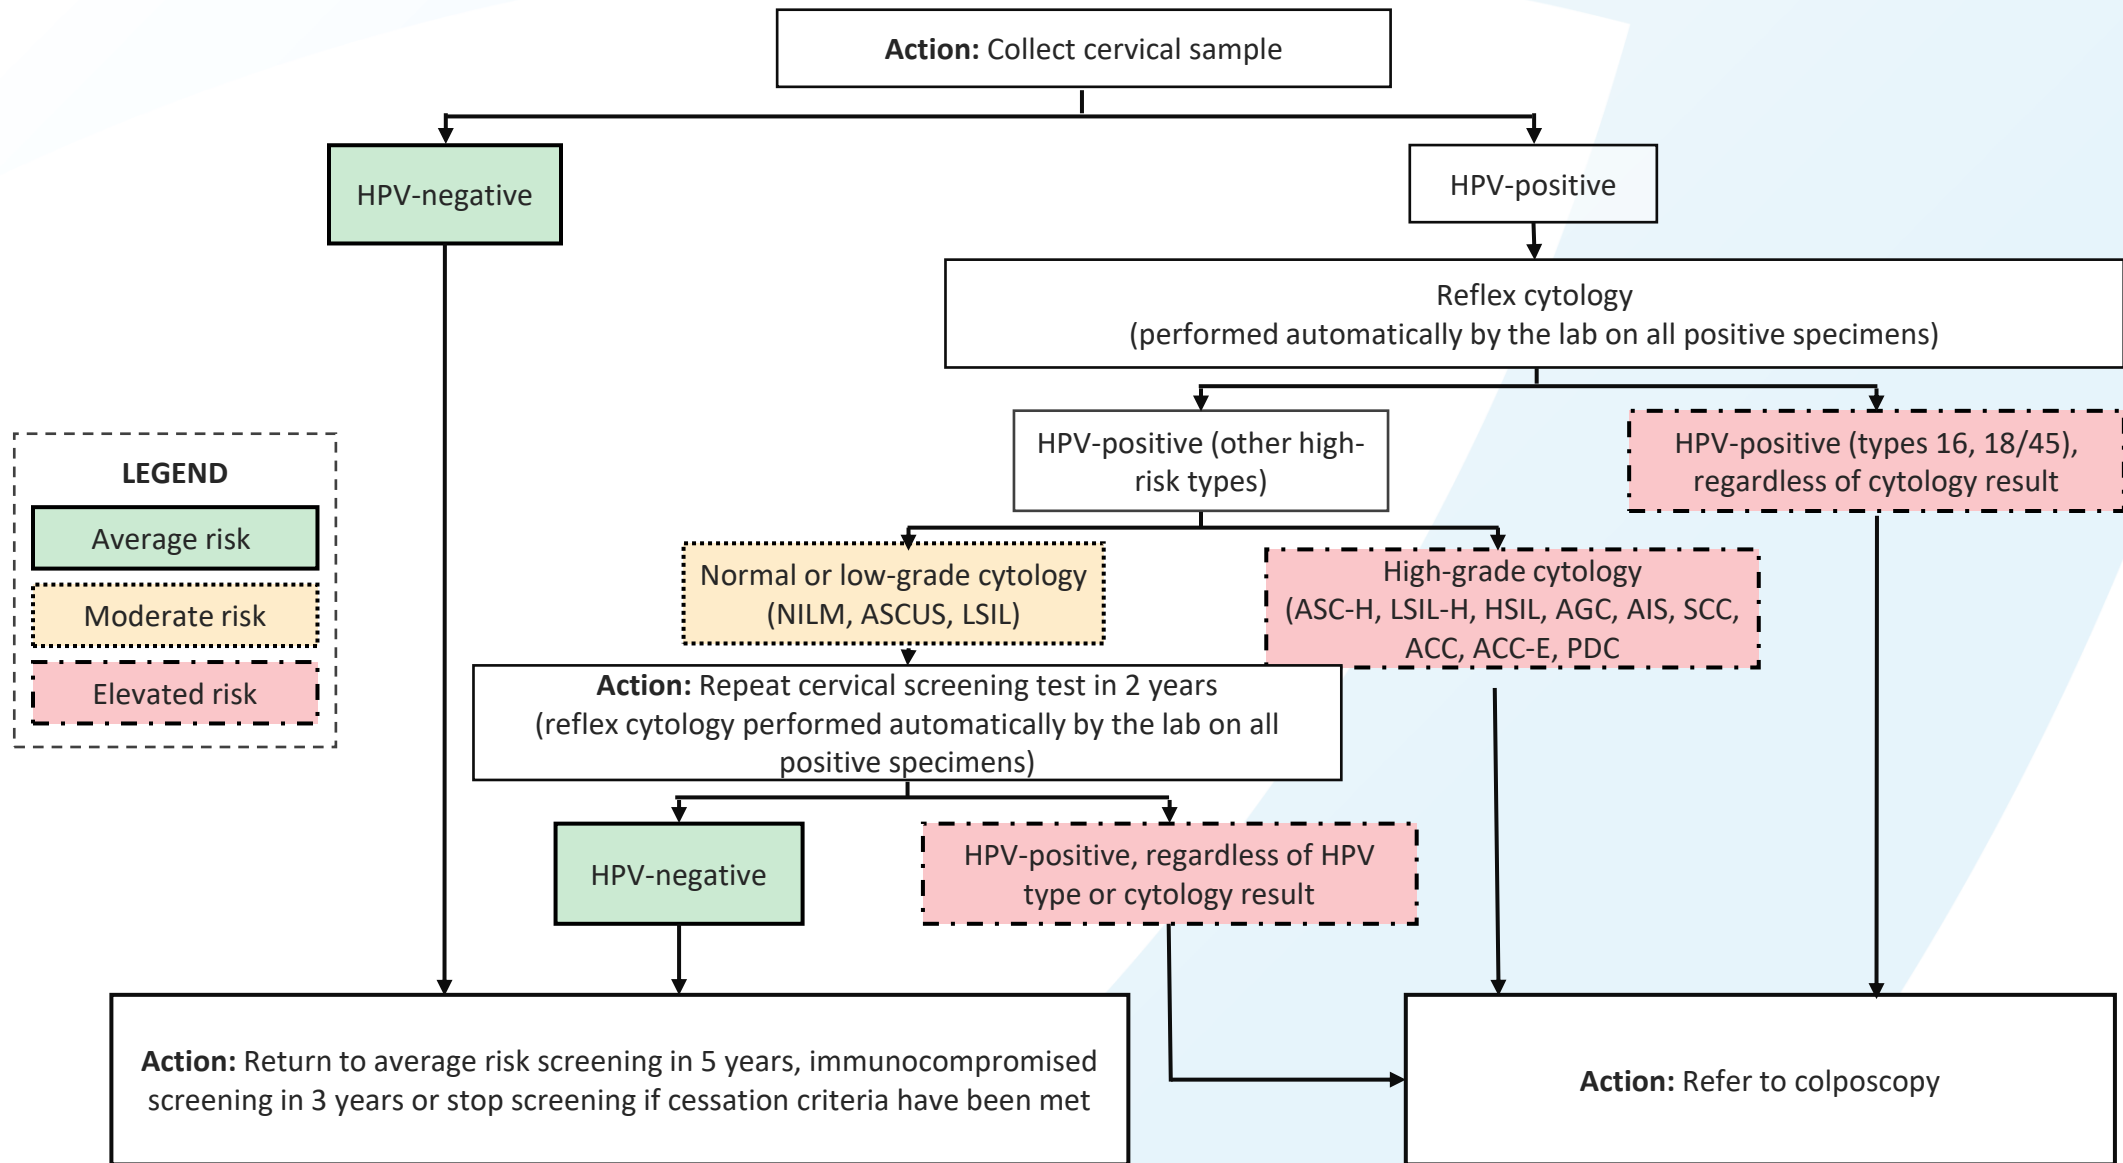 Action: Collect cervical sample
HPV-negative
HPV-positive
Reflex cytology
(performed automatically by the lab on all positive specimens)
HPV-positive (other high-
risk types)
HPV-positive (types 16, 18/45),
regardless of cytology result
LEGEND
Average risk
Moderate risk
Elevated risk
Normal or low-grade cytology
(NILM, ASCUS, LSIL)
High-grade cytology
(ASC-H, LSIL-H, HSIL, AGC, AIS, SCC,
ACC, ACC-E, PDC
Action: Repeat cervical screening test in 2 years
(reflex cytology performed automatically by the lab on all
positive specimens)
HPV-negative
HPV-positive, regardless of HPV
type or cytology result
Action: Return to average risk screening in 5 years, immunocompromised
screening in 3 years or stop screening if cessation criteria have been met
Action: Refer to colposcopy